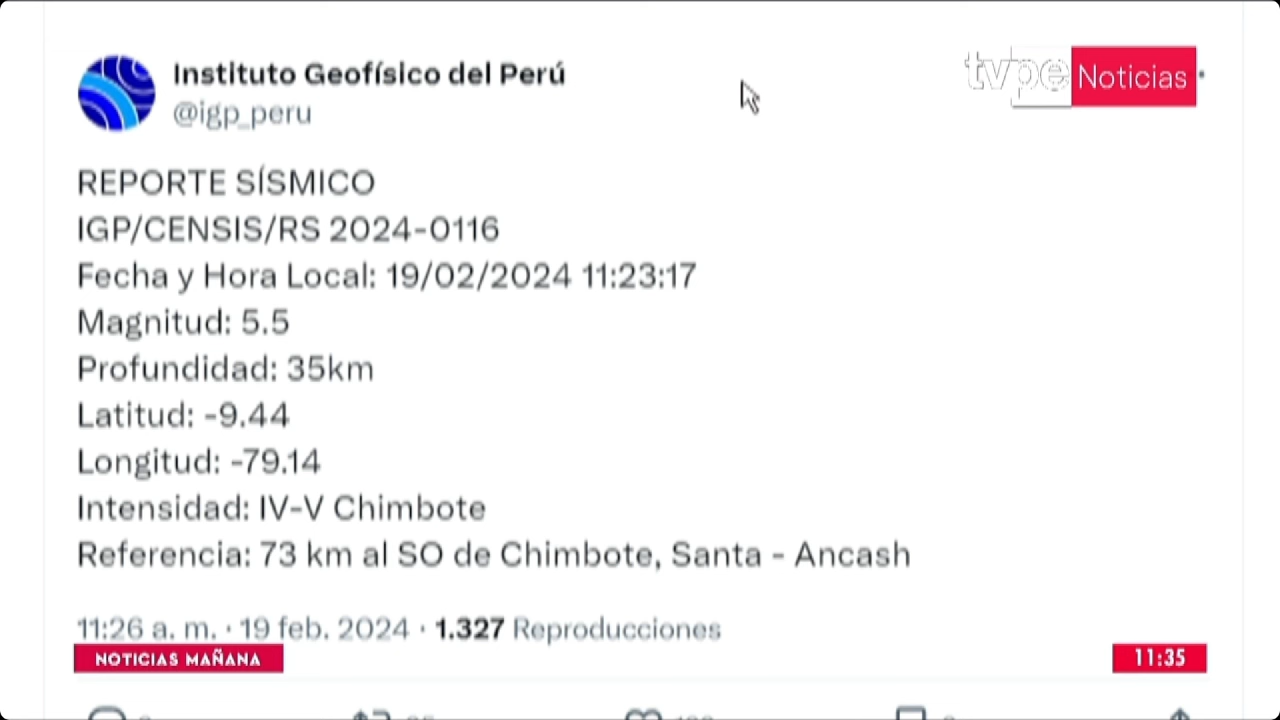 Instituto Geofísico del Perú
@igp_peru
tvpe Noticias
REPORTE SÍSMICO
IGP/CENSIS/RS 2024-0116
Fecha y Hora Local: 19/02/2024 11:23:17
Magnitud: 5.5
Profundidad: 35km
Latitud: -9.44
Longitud: -79.14
Intensidad: IV-V Chimbote
Referencia: 73 km al SO de Chimbote, Santa - Ancash
11:26 a. m. · 19 feb. 2024 · 1.327 Reproducciones
NOTICIAS MAÑANA
11:35